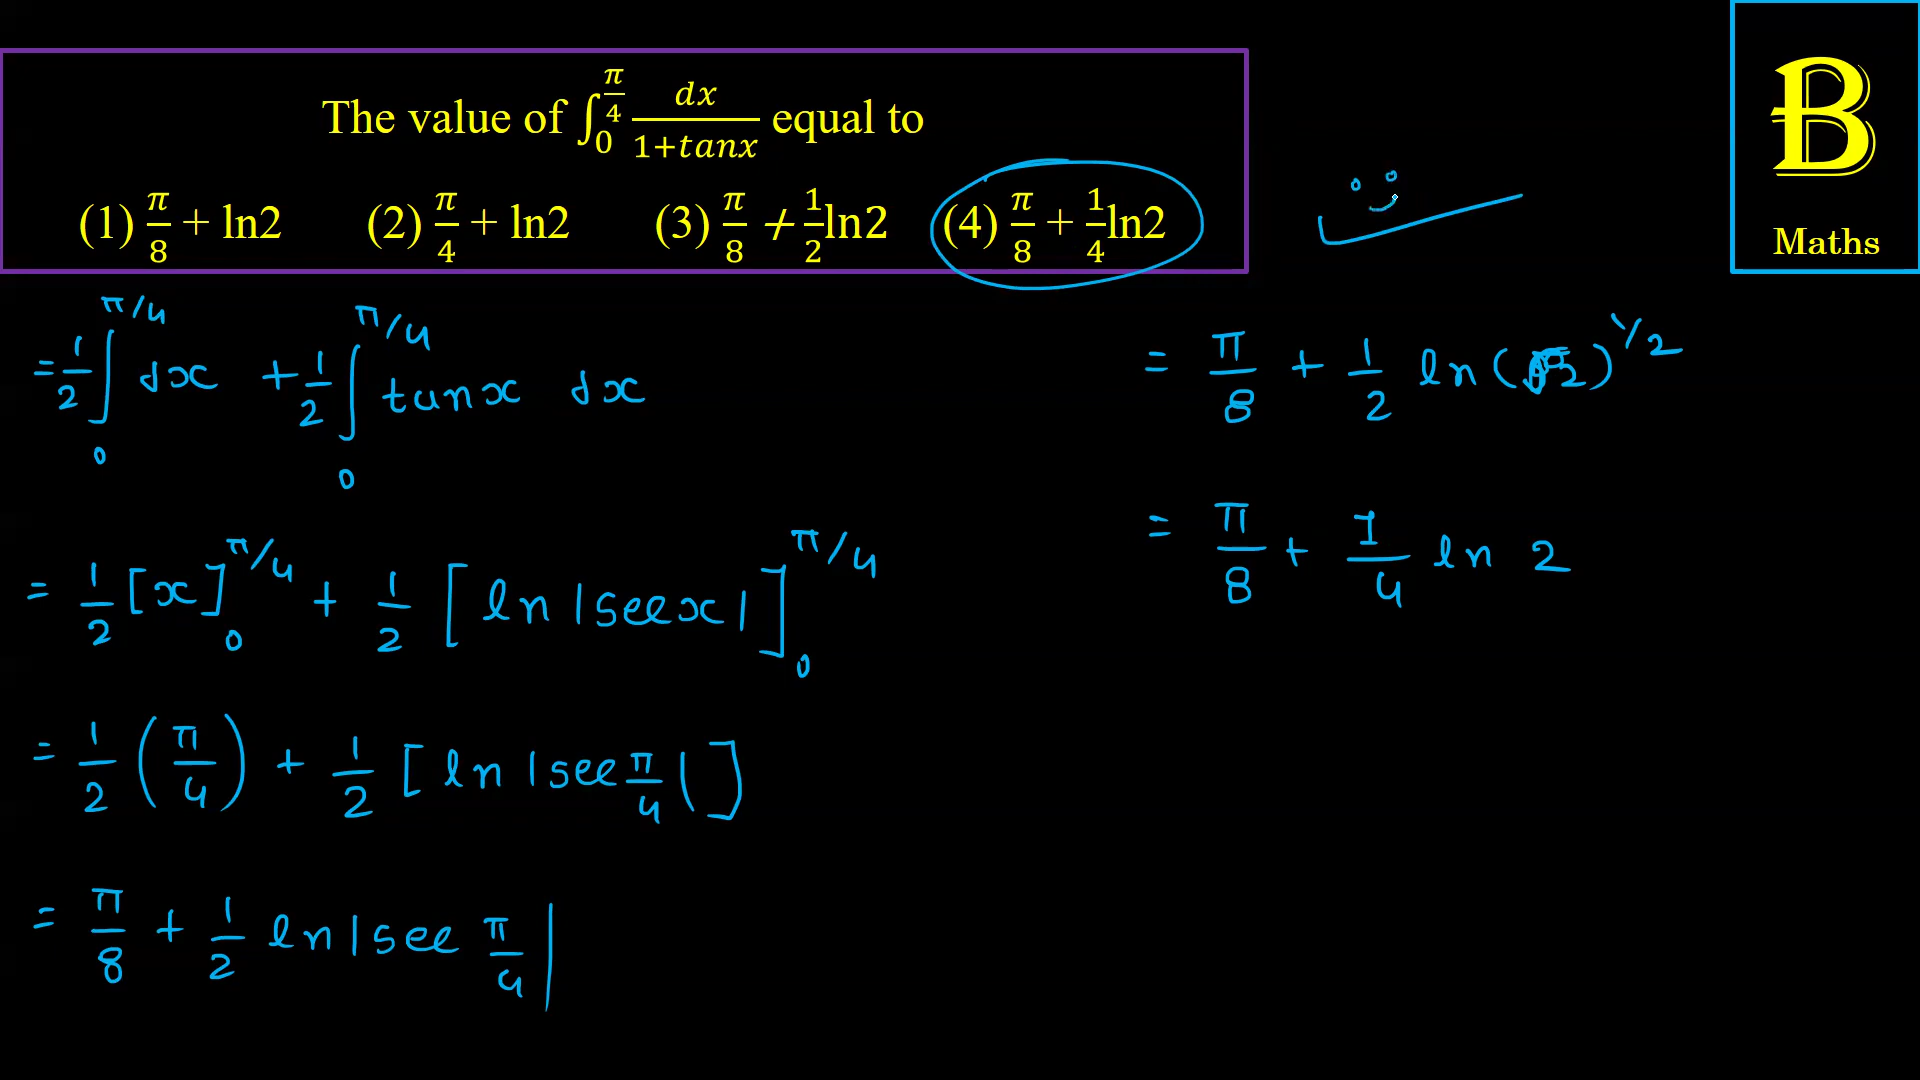 The value of ∫₀^(π/4) dx/(1+tanx) equal to
(1) π/8 + ln2 (2) π/4 + ln2 (3) π/8 + 1/2 ln2 (4) π/8 + 1/4 ln2
B
Maths
= 1/2 ∫₀^(π/4) dx + 1/2 ∫₀^(π/4) tanx dx
= 1/2 [x]₀^(π/4) + 1/2 [ln|secx|]₀^(π/4)
= 1/2 (π/4) + 1/2 [ln|sec π/4|]
= π/8 + 1/2 ln|sec π/4|
= π/8 + 1/2 ln(2)^(1/2)
= π/8 + 1/4 ln 2